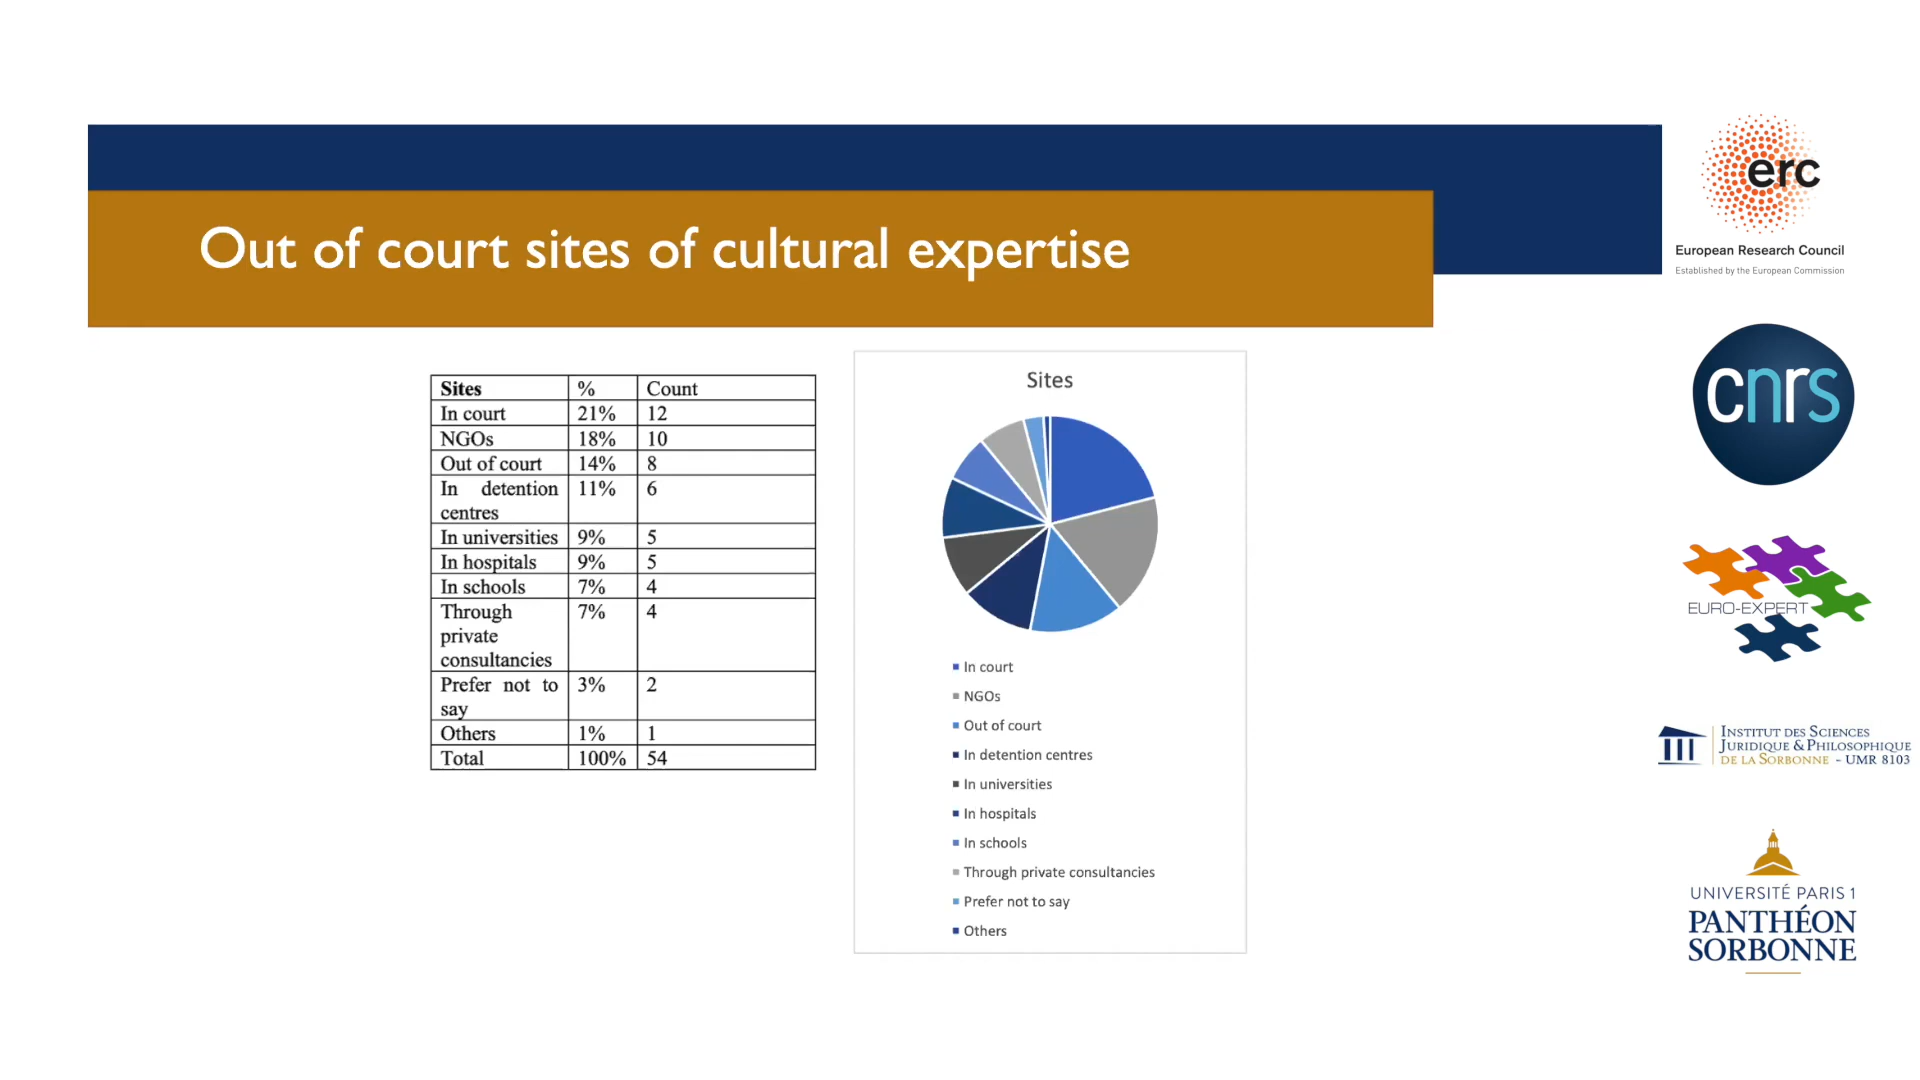 Out of court sites of cultural expertise
Sites % Count
In court 21% 12
NGOs 18% 10
Out of court 14% 8
In detention 11% 6
centres
In universities 9% 5
In hospitals 9% 5
In schools 7% 4
Through 7% 4
private
consultancies
Prefer not to 3% 2
say
Others 1% 1
Total 100% 54
Sites
In court
NGOs
Out of court
In detention centres
In universities
In hospitals
In schools
Through private consultancies
Prefer not to say
Others
erc
European Research Council
Established by the European Commission
cnrs
EURO-EXPERT
INSTITUT DES SCIENCES
JURIDIQUE & PHILOSOPHIQUE
DE LA SORBONNE - UMR 8103
UNIVERSITÉ PARIS 1
PANTHÉON
SORBONNE